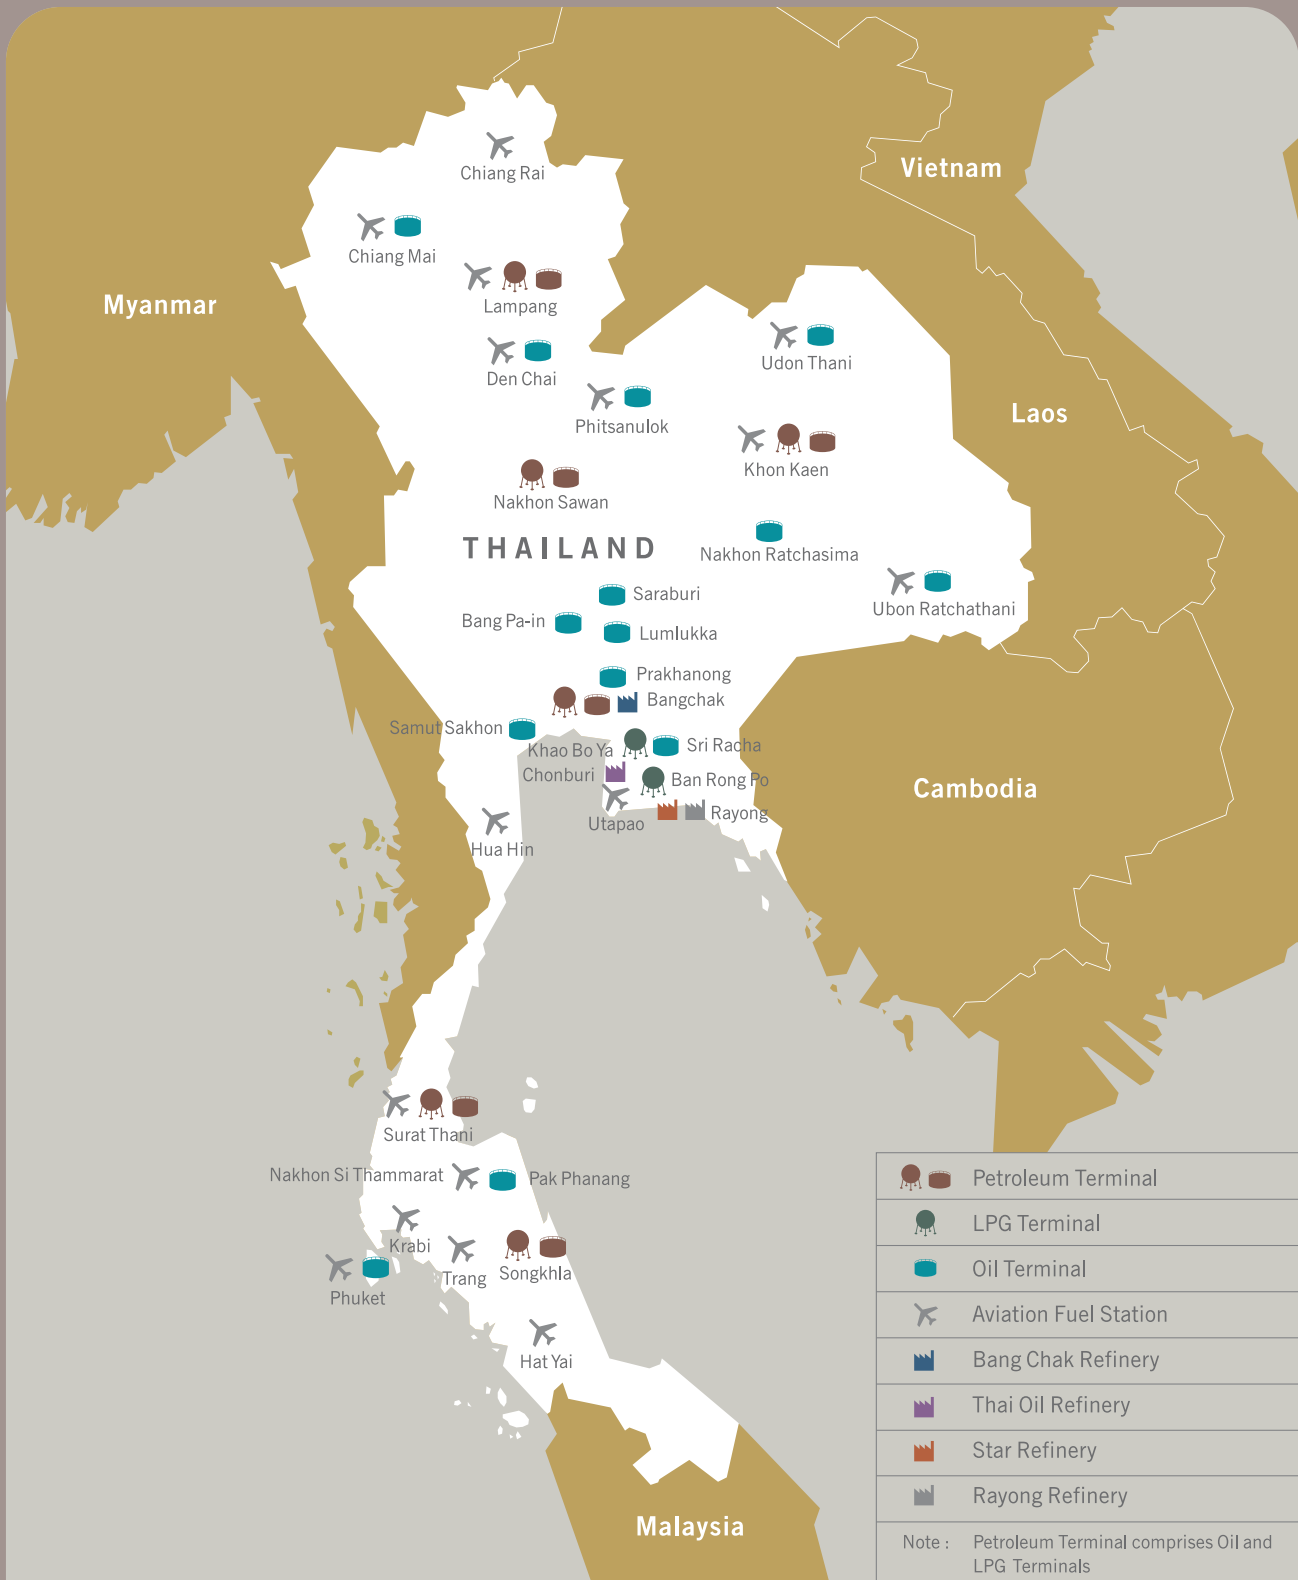 Vietnam
Chiang Rai
Chiang Mai
Myanmar
Lampang
Udon Thani
Den Chai
Laos
Phitsanulok
Khon Kaen
Nakhon Sawan
THAILAND
Nakhon Ratchasima
Saraburi
Ubon Ratchathani
Bang Pa-in
Lumlukka
Prakhanong
Bangchak
Samut Sakhon
Khao Bo Ya
Sri Racha
Chonburi
Ban Rong Po
Cambodia
Utapao
Rayong
Hua Hin
Surat Thani
Nakhon Si Thammarat
Pak Phanang
Krabi
Trang
Songkhla
Phuket
Hat Yai
Malaysia
Petroleum Terminal
LPG Terminal
Oil Terminal
Aviation Fuel Station
Bang Chak Refinery
Thai Oil Refinery
Star Refinery
Rayong Refinery
Note : Petroleum Terminal comprises Oil and
LPG Terminals